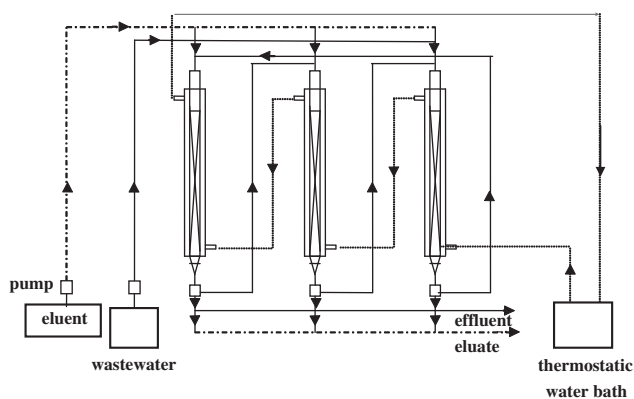 pump
eluent
wastewater
effluent
eluate
thermostatic
water bath